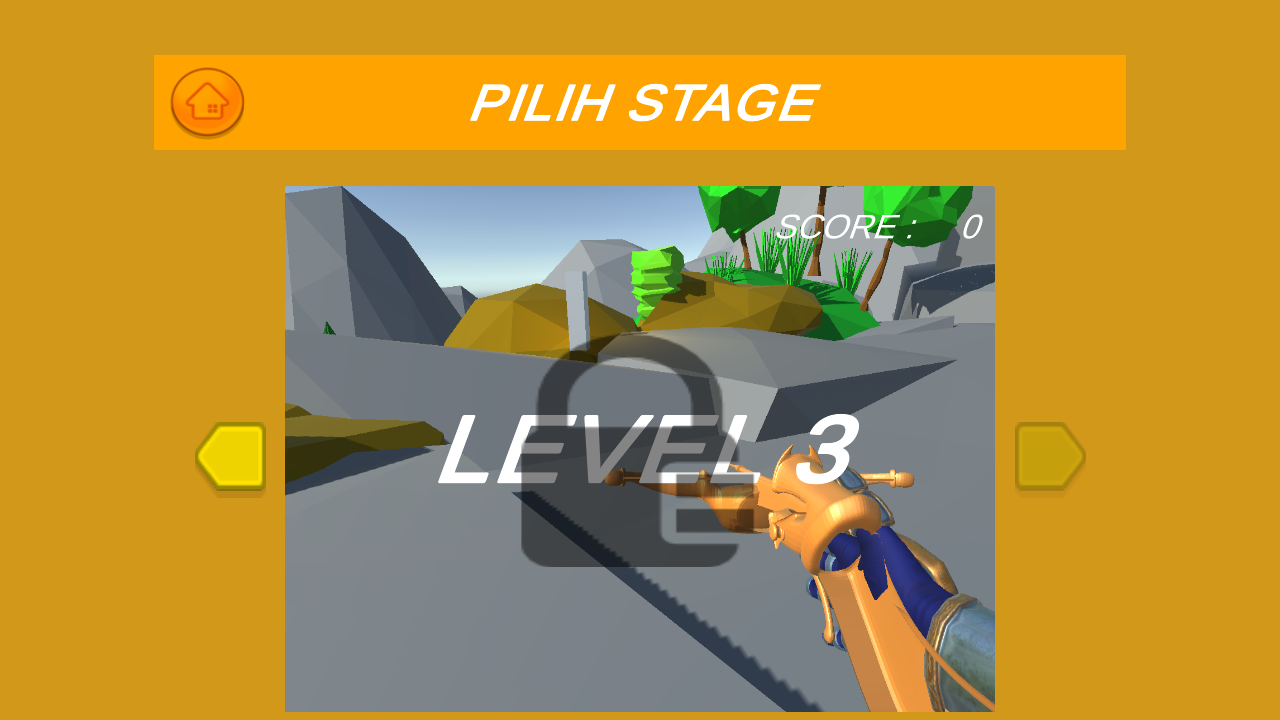 PILIH STAGE
SCORE : 0
LEVEL 3